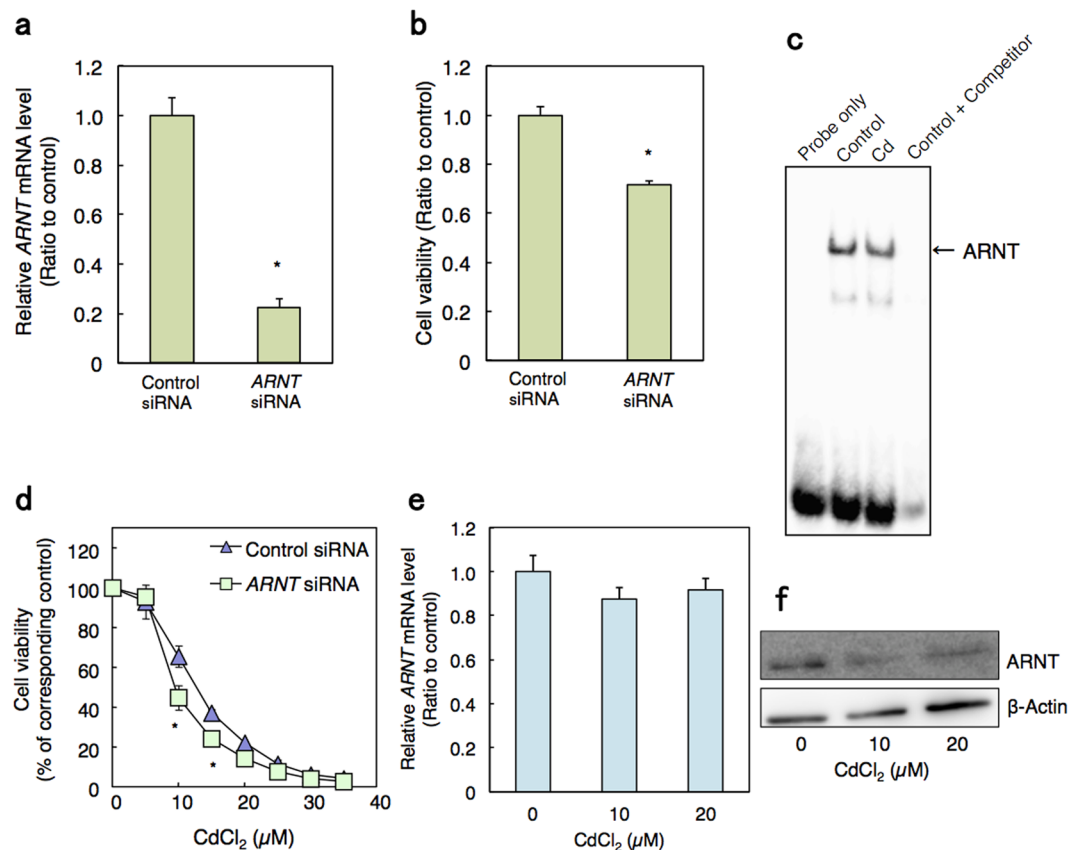 a
Relative ARNT mRNA level
(Ratio to control)
1.2
1.0
0.8
0.6
0.4
0.2
0
*
Control
siRNA
ARNT
siRNA
b
Cell vaibility (Ratio to control)
1.2
1.0
0.8
0.6
0.4
0.2
0
*
Control
siRNA
ARNT
siRNA
c
Probe only
Control
Cd
Control + Competitor
← ARNT
d
Cell viability
(% of corresponding control)
120
100
80
60
40
20
0
Control siRNA
ARNT siRNA
*
*
0
10
20
30
40
CdCl2 (µM)
e
Relative ARNT mRNA level
(Ratio to control)
1.2
1.0
0.8
0.6
0.4
0.2
0
0
10
20
CdCl2 (µM)
f
ARNT
β-Actin
0
10
20
CdCl2 (µM)